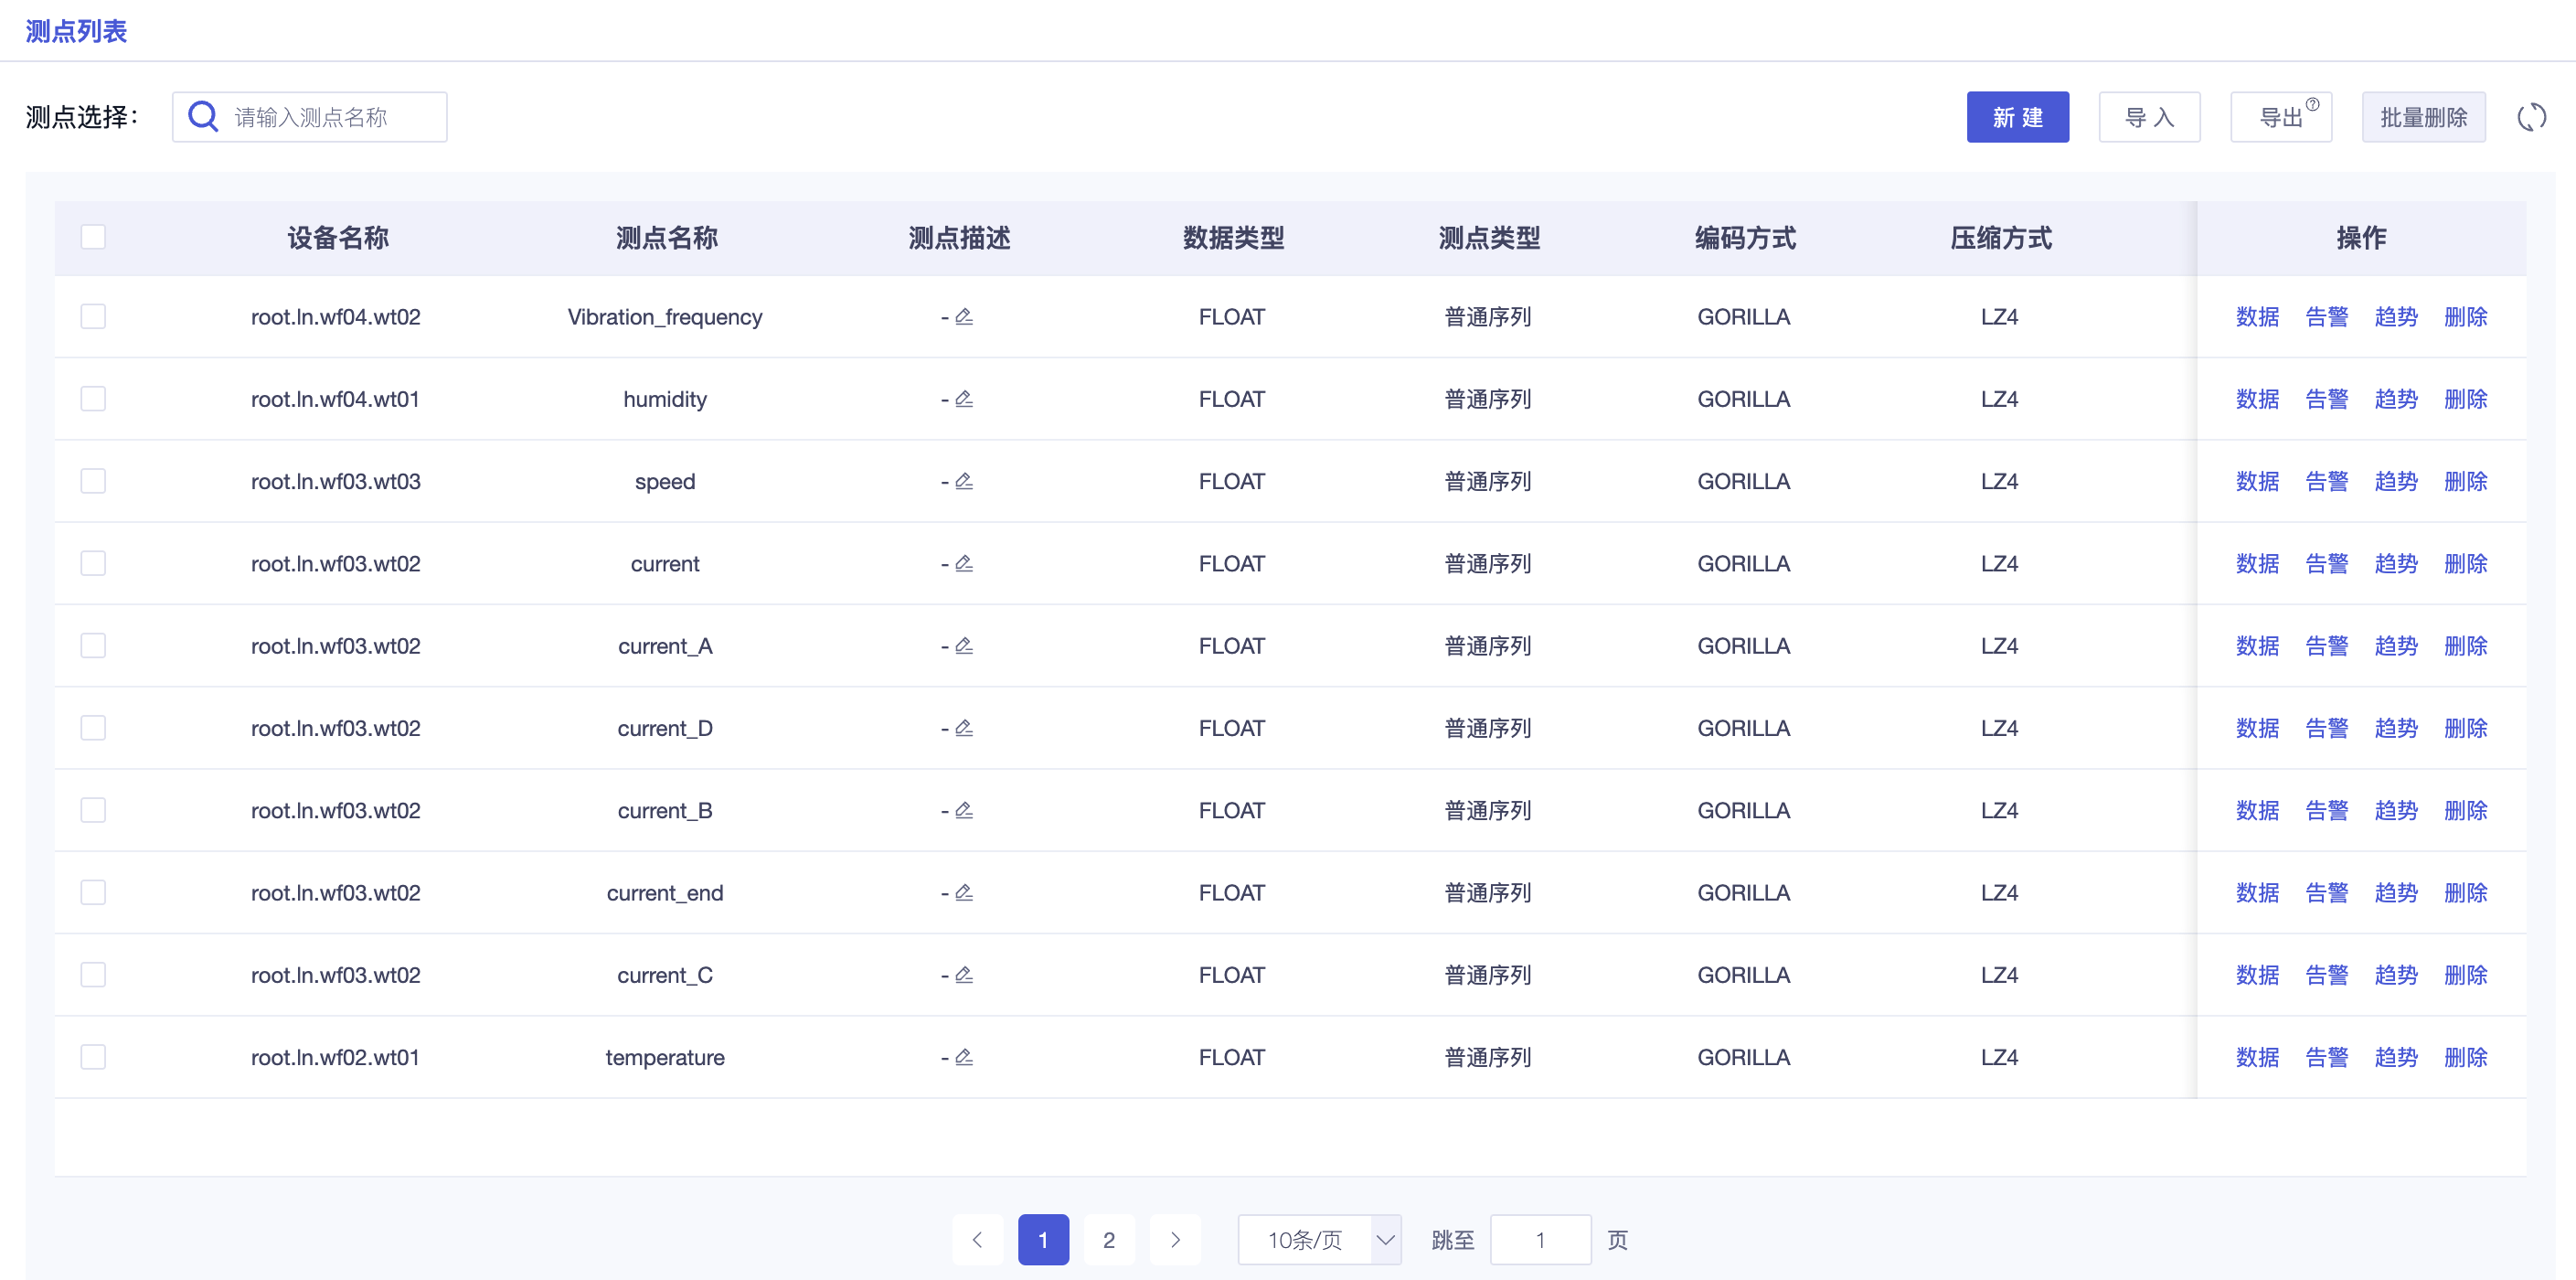 测点列表
测点选择： 请输入测点名称 新建 导入 导出 ? 批量删除
设备名称 测点名称 测点描述 数据类型 测点类型 编码方式 压缩方式 操作
root.ln.wf04.wt02 Vibration_frequency - FLOAT 普通序列 GORILLA LZ4 数据 告警 趋势 删除
root.ln.wf04.wt01 humidity - FLOAT 普通序列 GORILLA LZ4 数据 告警 趋势 删除
root.ln.wf03.wt03 speed - FLOAT 普通序列 GORILLA LZ4 数据 告警 趋势 删除
root.ln.wf03.wt02 current - FLOAT 普通序列 GORILLA LZ4 数据 告警 趋势 删除
root.ln.wf03.wt02 current_A - FLOAT 普通序列 GORILLA LZ4 数据 告警 趋势 删除
root.ln.wf03.wt02 current_D - FLOAT 普通序列 GORILLA LZ4 数据 告警 趋势 删除
root.ln.wf03.wt02 current_B - FLOAT 普通序列 GORILLA LZ4 数据 告警 趋势 删除
root.ln.wf03.wt02 current_end - FLOAT 普通序列 GORILLA LZ4 数据 告警 趋势 删除
root.ln.wf03.wt02 current_C - FLOAT 普通序列 GORILLA LZ4 数据 告警 趋势 删除
root.ln.wf02.wt01 temperature - FLOAT 普通序列 GORILLA LZ4 数据 告警 趋势 删除
1 2 10条/页 跳至 1 页